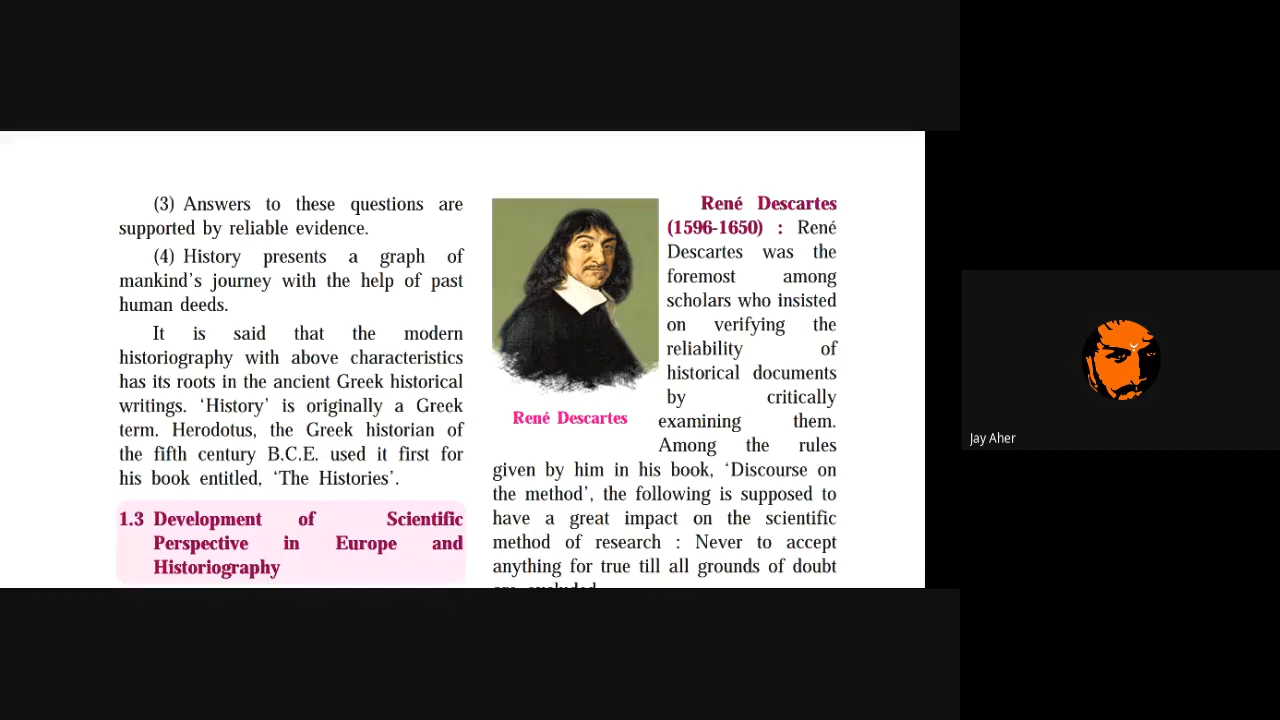 (3) Answers to these questions are
supported by reliable evidence.
(4) History presents a graph of
mankind's journey with the help of past
human deeds.
It is said that the modern
historiography with above characteristics
has its roots in the ancient Greek historical
writings. ‘History’ is originally a Greek
term. Herodotus, the Greek historian of
the fifth century B.C.E. used it first for
his book entitled, ‘The Histories’.
1.3 Development of Scientific
Perspective in Europe and
Historiography
René Descartes
René Descartes
(1596-1650) : René
Descartes was the
foremost among
scholars who insisted
on verifying the
reliability of
historical documents
by critically
examining them.
Among the rules
given by him in his book, ‘Discourse on
the method’, the following is supposed to
have a great impact on the scientific
method of research : Never to accept
anything for true till all grounds of doubt
Jay Aher